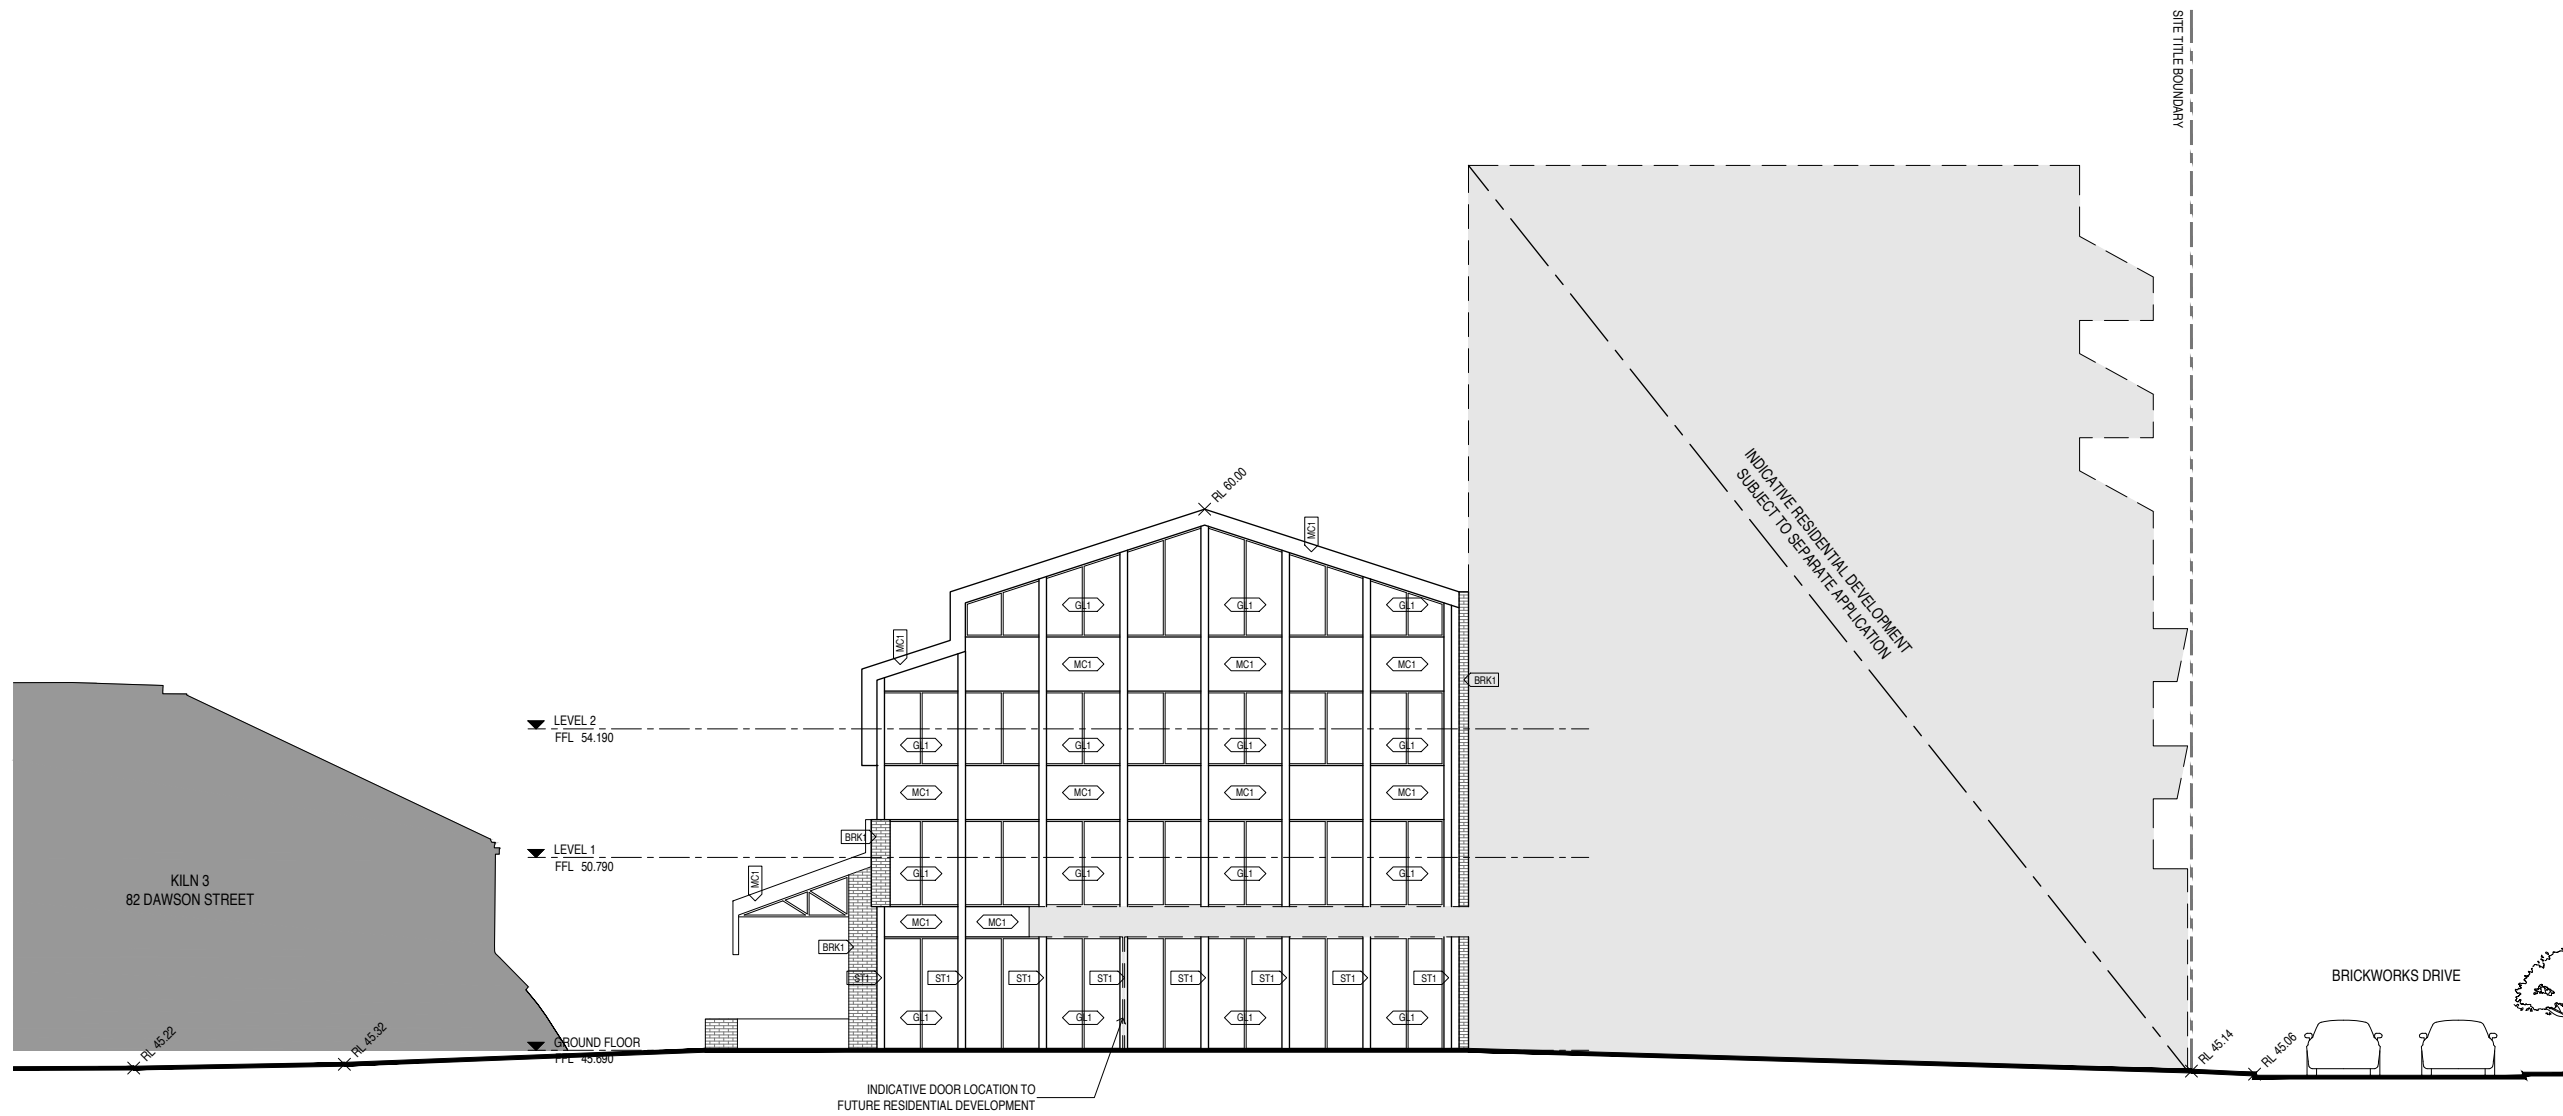 SITE TITLE BOUNDARY
RL 60.00
MC1
INDICATIVE RESIDENTIAL DEVELOPMENT
SUBJECT TO SEPARATE APPLICATION
GL1 GL1 GL1
MC1
MC1 MC1 MC1
BRK1
LEVEL 2
FFL 54.190
GL1 GL1 GL1 GL1
MC1 MC1 MC1 MC1
BRK1
LEVEL 1
FFL 50.790
GL1 GL1 GL1 GL1
MC1
KILN 3
82 DAWSON STREET
MC1 MC1
BRK1
ST1 ST1 ST1 ST1 ST1 ST1 ST1 ST1
BRICKWORKS DRIVE
GL1 GL1 GL1 GL1
RL 45.22
RL 45.32
GROUND FLOOR
FFL 45.690
RL 45.14
RL 45.06
INDICATIVE DOOR LOCATION TO
FUTURE RESIDENTIAL DEVELOPMENT